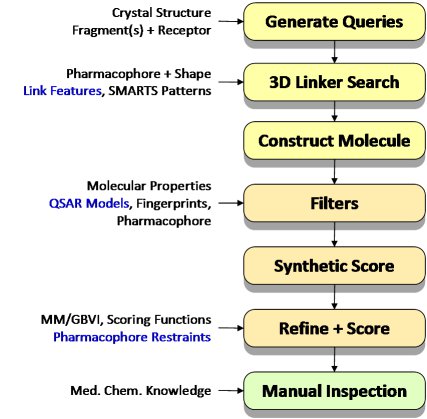 Crystal Structure
Fragment(s) + Receptor
Generate Queries
Pharmacophore + Shape
Link Features, SMARTS Patterns
3D Linker Search
Construct Molecule
Molecular Properties
QSAR Models, Fingerprints,
Pharmacophore
Filters
Synthetic Score
MM/GBVI, Scoring Functions
Pharmacophore Restraints
Refine + Score
Med. Chem. Knowledge
Manual Inspection